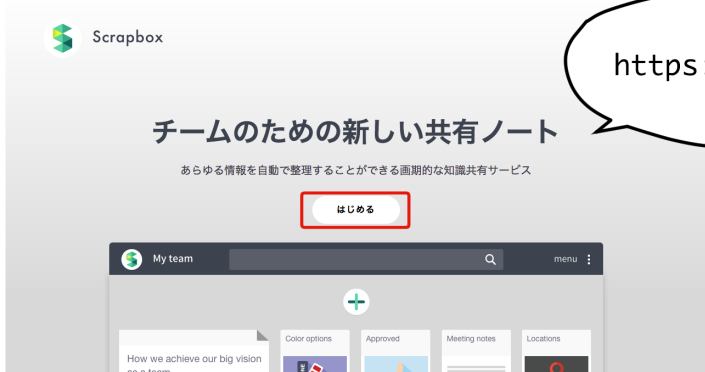 Scrapbox
https:
チームのための新しい共有ノート
あらゆる情報を自動で整理することができる画期的な知識共有サービス
はじめる
My team
menu
Color options
Approved
Meeting notes
Locations
How we achieve our big vision
as a team